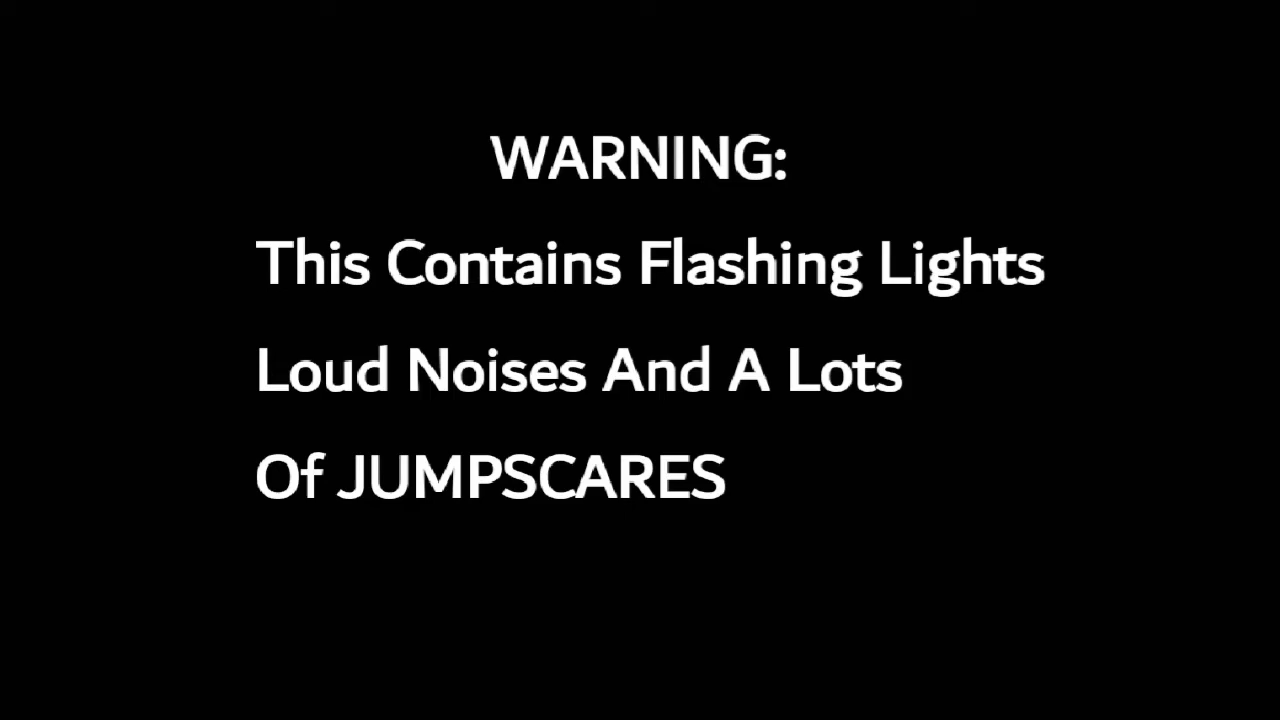 WARNING:
This Contains Flashing Lights
Loud Noises And A Lots
Of JUMPSCARES